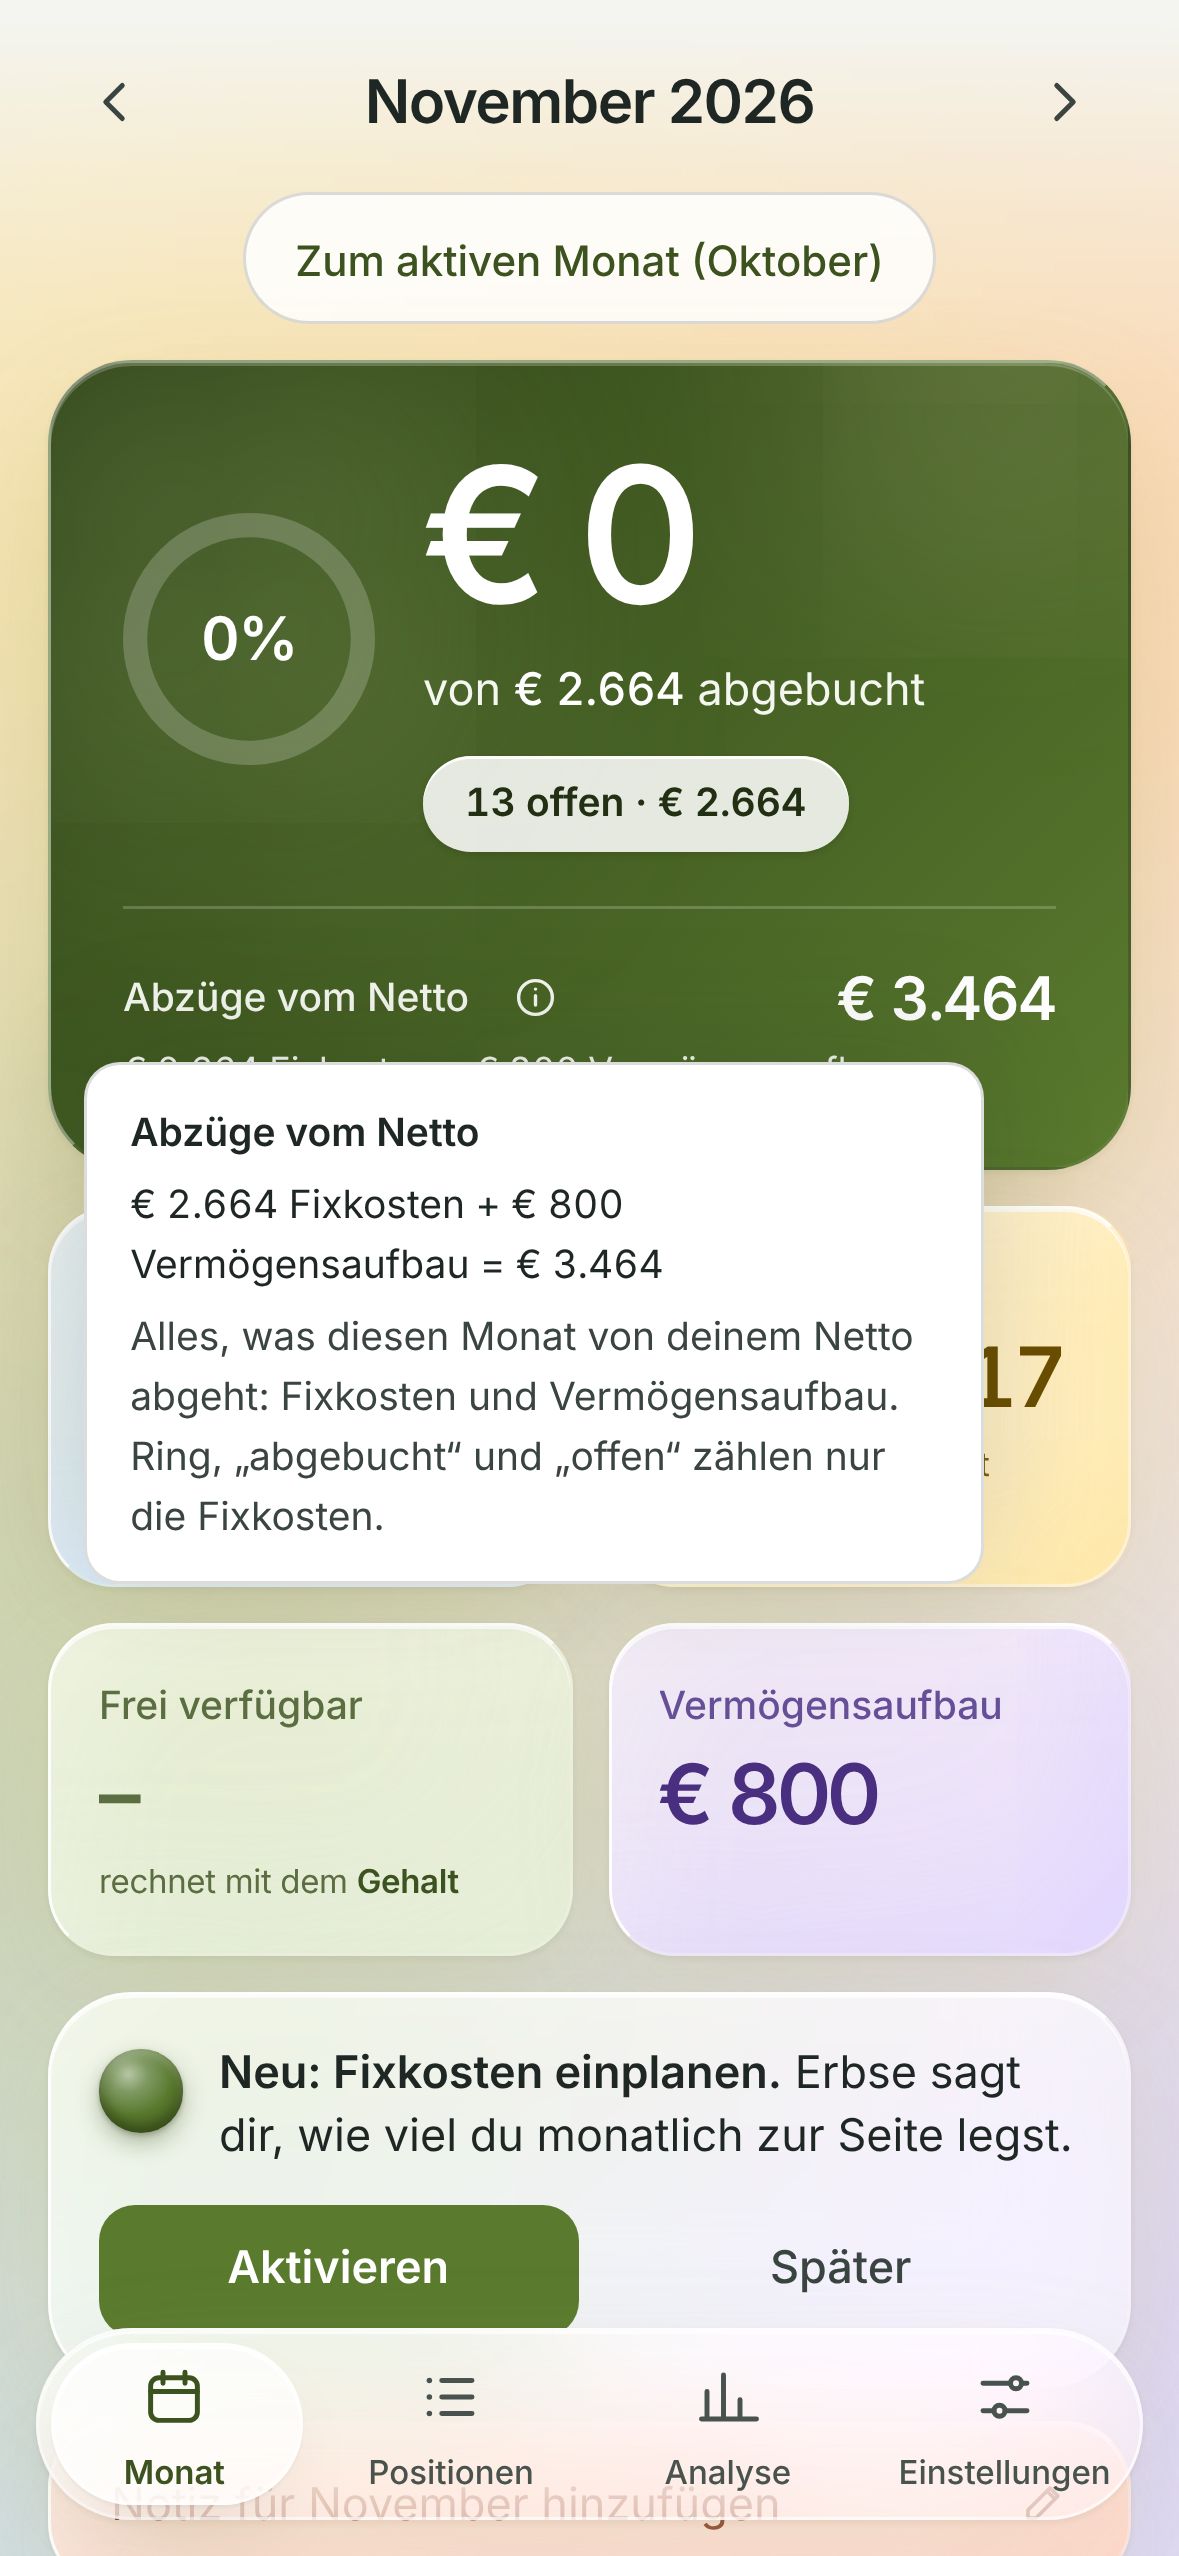 November 2026
Zum aktiven Monat (Oktober)
€ 0
0%
von € 2.664 abgebucht
13 offen · € 2.664
Abzüge vom Netto
€ 3.464
Abzüge vom Netto
€ 2.664 Fixkosten + € 800
Vermögensaufbau = € 3.464
Alles, was diesen Monat von deinem Netto
abgeht: Fixkosten und Vermögensaufbau.
Ring, „abgebucht“ und „offen“ zählen nur
die Fixkosten.
17
Frei verfügbar
–
rechnet mit dem Gehalt
Vermögensaufbau
€ 800
Neu: Fixkosten einplanen. Erbse sagt
dir, wie viel du monatlich zur Seite legst.
Aktivieren
Später
Monat
Positionen
Analyse
Einstellungen
Notiz für November hinzufügen